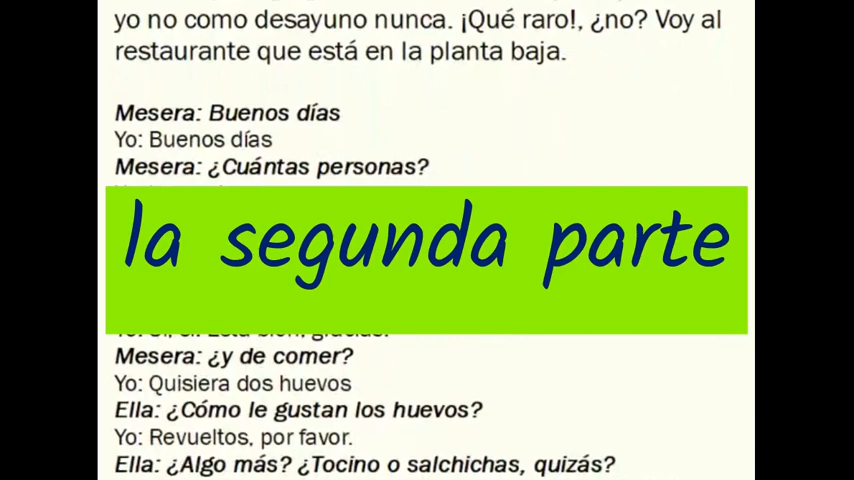 yo no como desayuno nunca. ¡Qué raro!, ¿no? Voy al
restaurante que está en la planta baja.
Mesera: Buenos días
Yo: Buenos días
Mesera: ¿Cuántas personas?
la segunda parte
Mesera: ¿y de comer?
Yo: Quisiera dos huevos
Ella: ¿Cómo le gustan los huevos?
Yo: Revueltos, por favor.
Ella: ¿Algo más? ¿Tocino o salchichas, quizás?